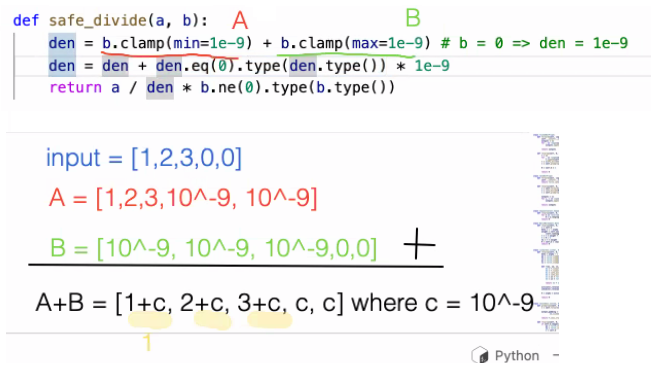 def safe_divide(a, b): A B
den = b.clamp(min=1e-9) + b.clamp(max=1e-9) # b = 0 => den = 1e-9
den = den + den.eq(0).type(den.type()) * 1e-9
return a / den * b.ne(0).type(b.type())
input = [1,2,3,0,0]
A = [1,2,3,10^-9, 10^-9]
B = [10^-9, 10^-9, 10^-9,0,0] +
A+B = [1+c, 2+c, 3+c, c, c] where c = 10^-9
1
Python